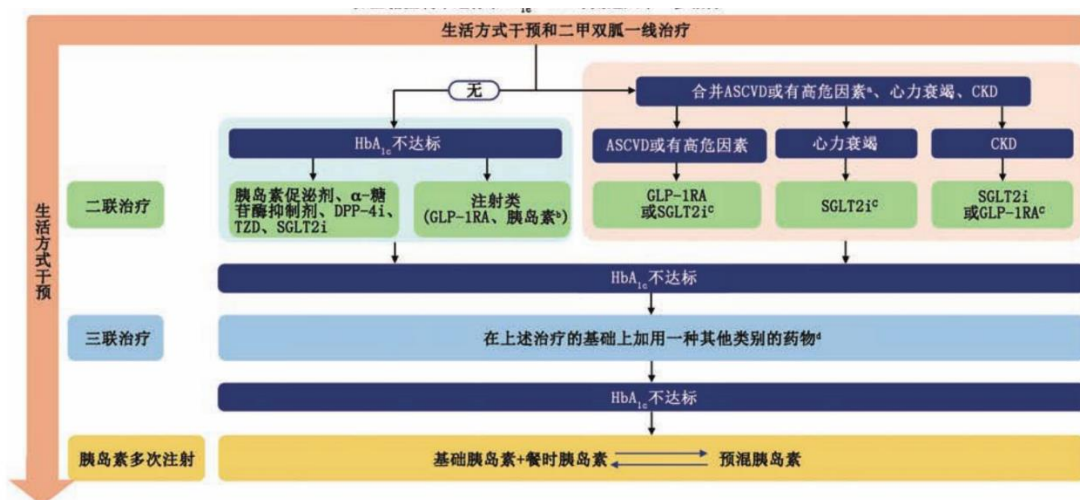 生活方式干预和二甲双胍一线治疗
无
合并ASCVD或有高危因素ᵃ、心力衰竭、CKD
HbA₁c不达标
ASCVD或有高危因素
心力衰竭
CKD
二联治疗
胰岛素促泌剂、α-糖
苷酶抑制剂、DPP-4i、
TZD、SGLT2i
注射类
(GLP-1RA、胰岛素ᵇ)
GLP-1RA
或SGLT2iᶜ
SGLT2iᶜ
SGLT2i
或GLP-1RAᶜ
生活方式干预
HbA₁c不达标
三联治疗
在上述治疗的基础上加用一种其他类别的药物ᵈ
HbA₁c不达标
胰岛素多次注射
基础胰岛素+餐时胰岛素
预混胰岛素